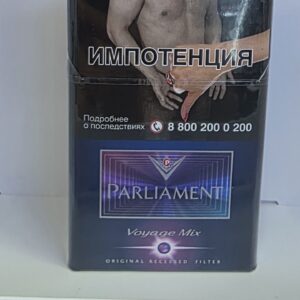 ИМПОТЕНЦИЯ
Подробнее
о последствиях 8 800 200 0 200
P
PARLIAMENT
Voyage Mix
ORIGINAL RECESSED FILTER